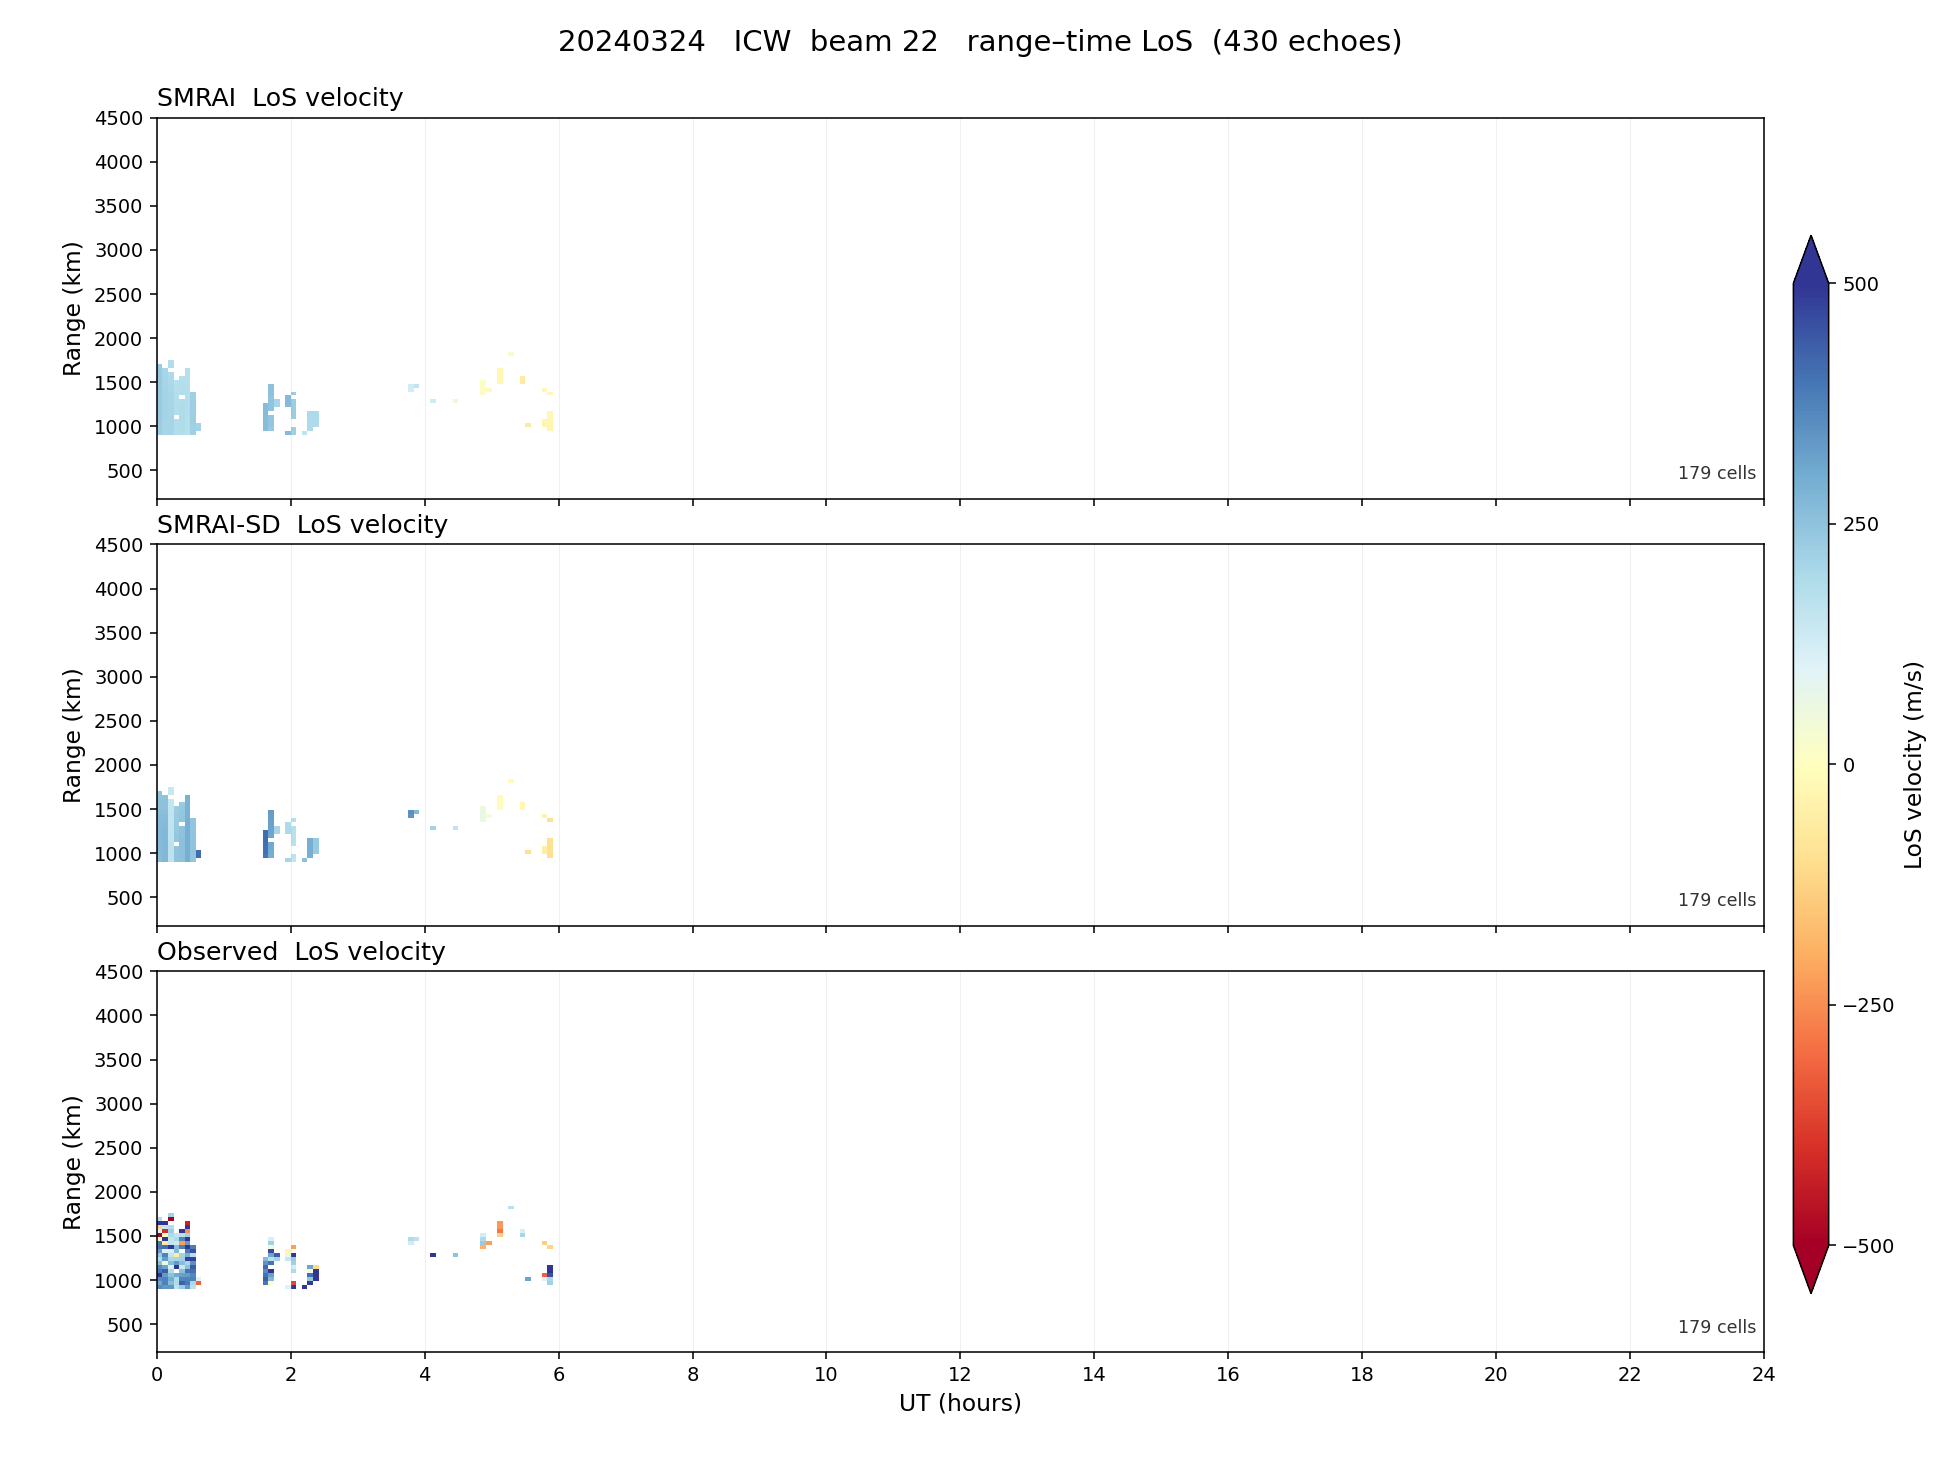 20240324   ICW  beam 22   range–time LoS  (430 echoes)
SMRAI  LoS velocity
4500
4000
3500
3000
2500
2000
1500
1000
500
Range (km)
179 cells
SMRAI-SD  LoS velocity
4500
4000
3500
3000
2500
2000
1500
1000
500
Range (km)
179 cells
Observed  LoS velocity
4500
4000
3500
3000
2500
2000
1500
1000
500
Range (km)
179 cells
0 2 4 6 8 10 12 14 16 18 20 22 24
UT (hours)
500
250
0
−250
−500
LoS velocity (m/s)